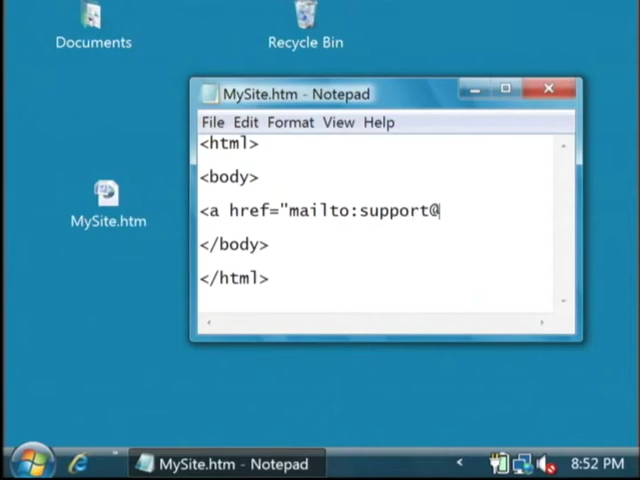 Documents
Recycle Bin
MySite.htm - Notepad
File Edit Format View Help
<html>
<body>
<a href="mailto:support@
</body>
</html>
MySite.htm
MySite.htm - Notepad
8:52 PM